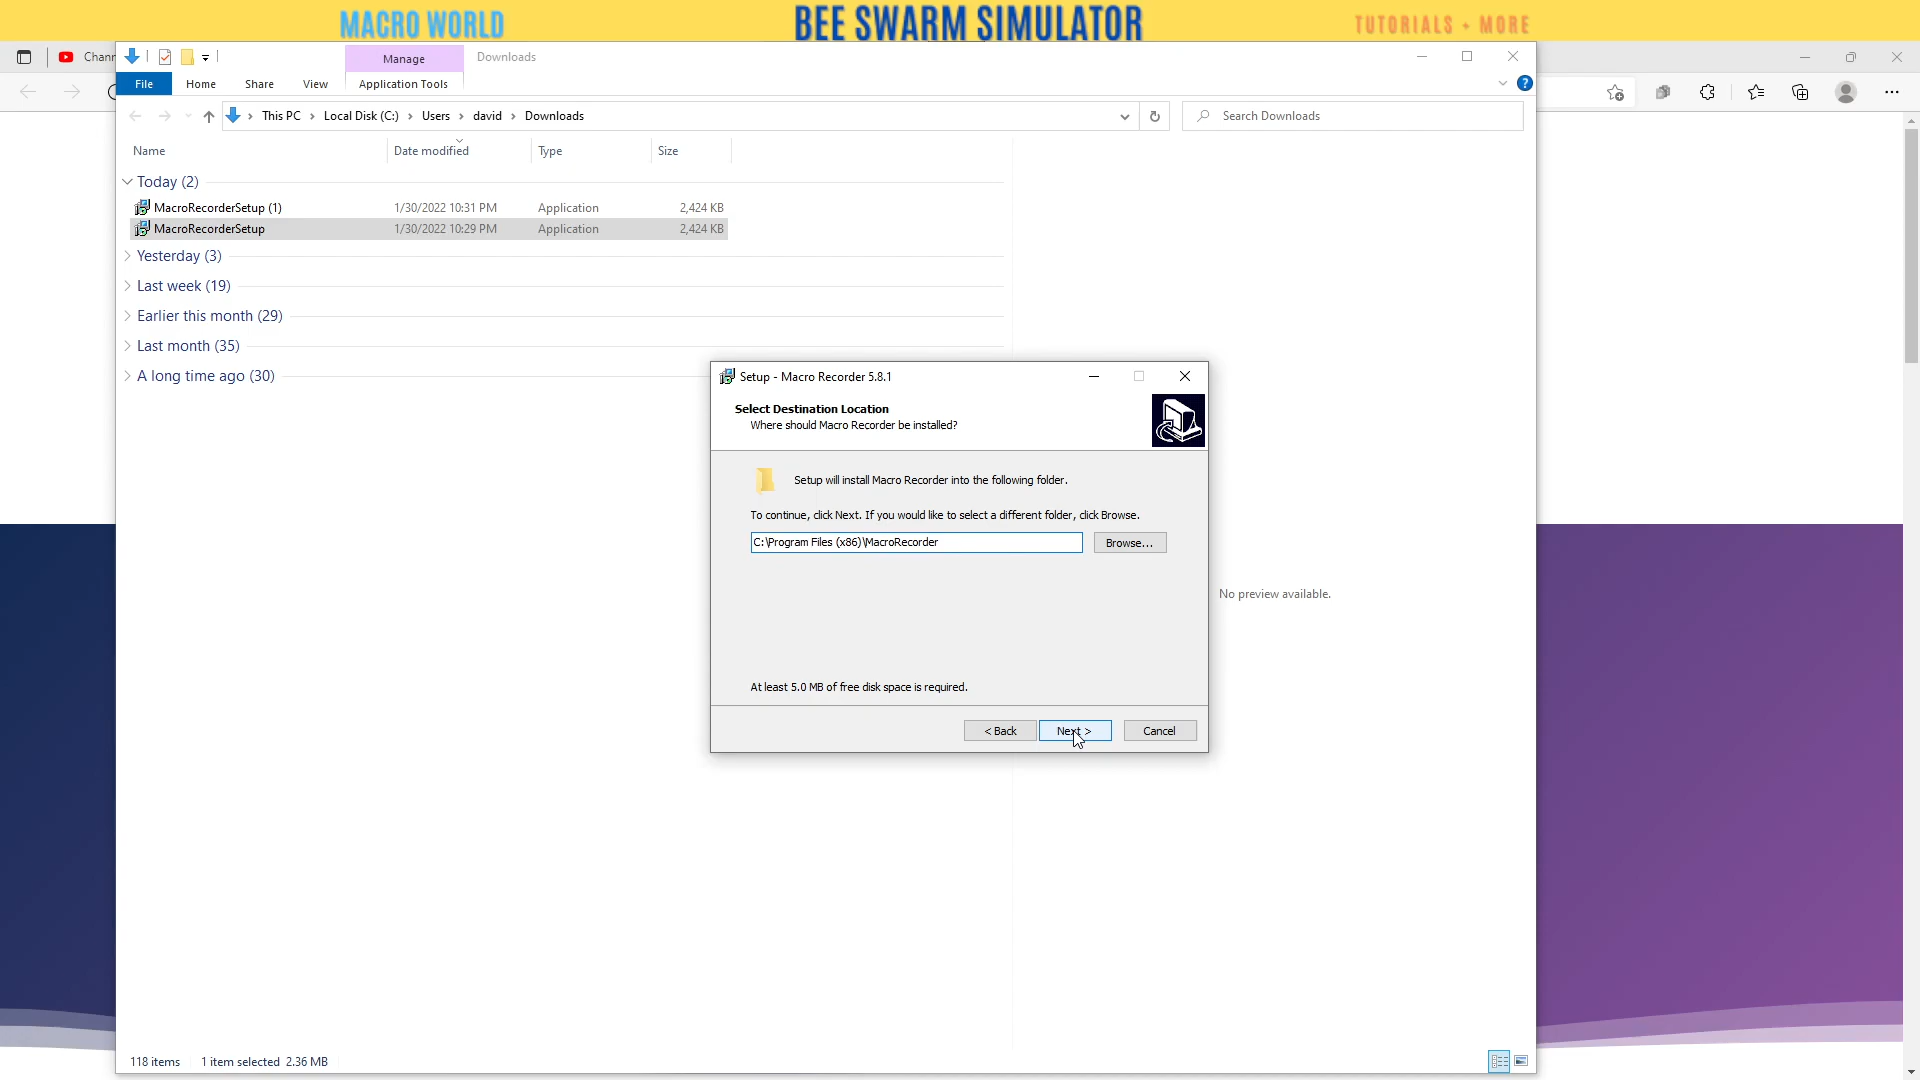 MACRO WORLD
BEE SWARM SIMULATOR
TUTORIALS + MORE
Chann
Manage
Downloads
File
Home
Share
View
Application Tools
This PC > Local Disk (C:) > Users > david > Downloads
Search Downloads
Name
Date modified
Type
Size
Today (2)
MacroRecorderSetup (1) 1/30/2022 10:31 PM Application 2,424 KB
MacroRecorderSetup 1/30/2022 10:29 PM Application 2,424 KB
Yesterday (3)
Last week (19)
Earlier this month (29)
Last month (35)
A long time ago (30)
Setup - Macro Recorder 5.8.1
Select Destination Location
Where should Macro Recorder be installed?
Setup will install Macro Recorder into the following folder.
To continue, click Next. If you would like to select a different folder, click Browse.
C:\Program Files (x86)\MacroRecorder
Browse...
No preview available.
At least 5.0 MB of free disk space is required.
< Back
Next >
Cancel
118 items
1 item selected 2.36 MB